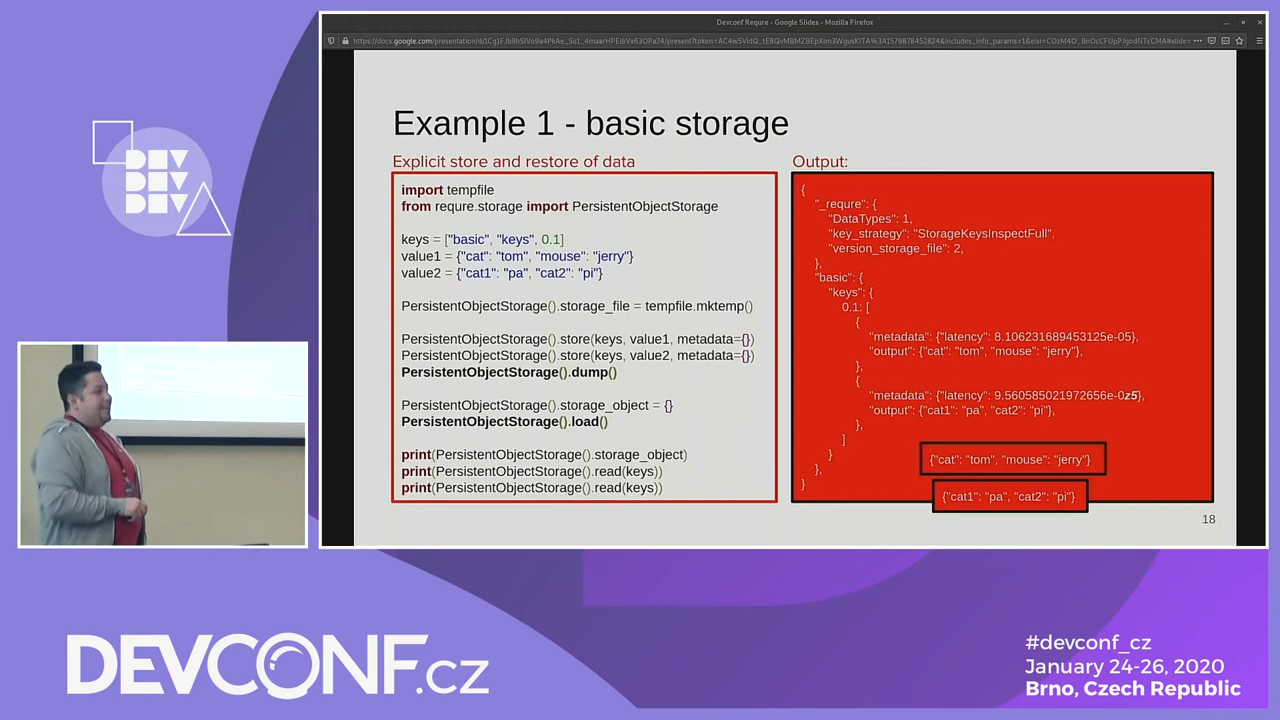 Devconf Requre - Google Slides - Mozilla Firefox
Example 1 - basic storage
Explicit store and restore of data
import tempfile
from requre.storage import PersistentObjectStorage
keys = ["basic", "keys", 0.1]
value1 = {"cat": "tom", "mouse": "jerry"}
value2 = {"cat1": "pa", "cat2": "pi"}
PersistentObjectStorage().storage_file = tempfile.mktemp()
PersistentObjectStorage().store(keys, value1, metadata={})
PersistentObjectStorage().store(keys, value2, metadata={})
PersistentObjectStorage().dump()
PersistentObjectStorage().storage_object = {}
PersistentObjectStorage().load()
print(PersistentObjectStorage().storage_object)
print(PersistentObjectStorage().read(keys))
print(PersistentObjectStorage().read(keys))
Output:
{
"_requre": {
"DataTypes": 1,
"key_strategy": "StorageKeysInspectFull",
"version_storage_file": 2,
},
"basic": {
"keys": {
0.1: [
{
"metadata": {"latency": 8.106231689453125e-05},
"output": {"cat": "tom", "mouse": "jerry"},
},
{
"metadata": {"latency": 9.560585021972656e-0z5},
"output": {"cat1": "pa", "cat2": "pi"},
},
]
}
},
}
{"cat": "tom", "mouse": "jerry"}
{"cat1": "pa", "cat2": "pi"}
18
DEV
DEV
DEV
DEVCONF.cz
#devconf_cz
January 24-26, 2020
Brno, Czech Republic